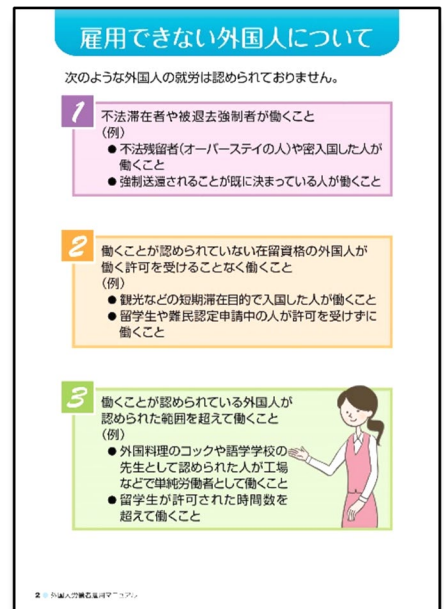 雇用できない外国人について
次のような外国人の就労は認められておりません。
1
不法滞在者や被退去強制者が働くこと
(例)
●不法残留者(オーバーステイの人)や密入国した人が
働くこと
●強制送還されることが既に決まっている人が働くこと
2
働くことが認められていない在留資格の外国人が
働く許可を受けることなく働くこと
(例)
●観光などの短期滞在目的で入国した人が働くこと
●留学生や難民認定申請中の人が許可を受けずに
働くこと
3
働くことが認められている外国人が
認められた範囲を超えて働くこと
(例)
●外国料理のコックや語学学校の
先生として認められた人が工場
などで単純労働者として働くこと
●留学生が許可された時間数を
超えて働くこと
2 ● 外国人労働者雇用マニュアル